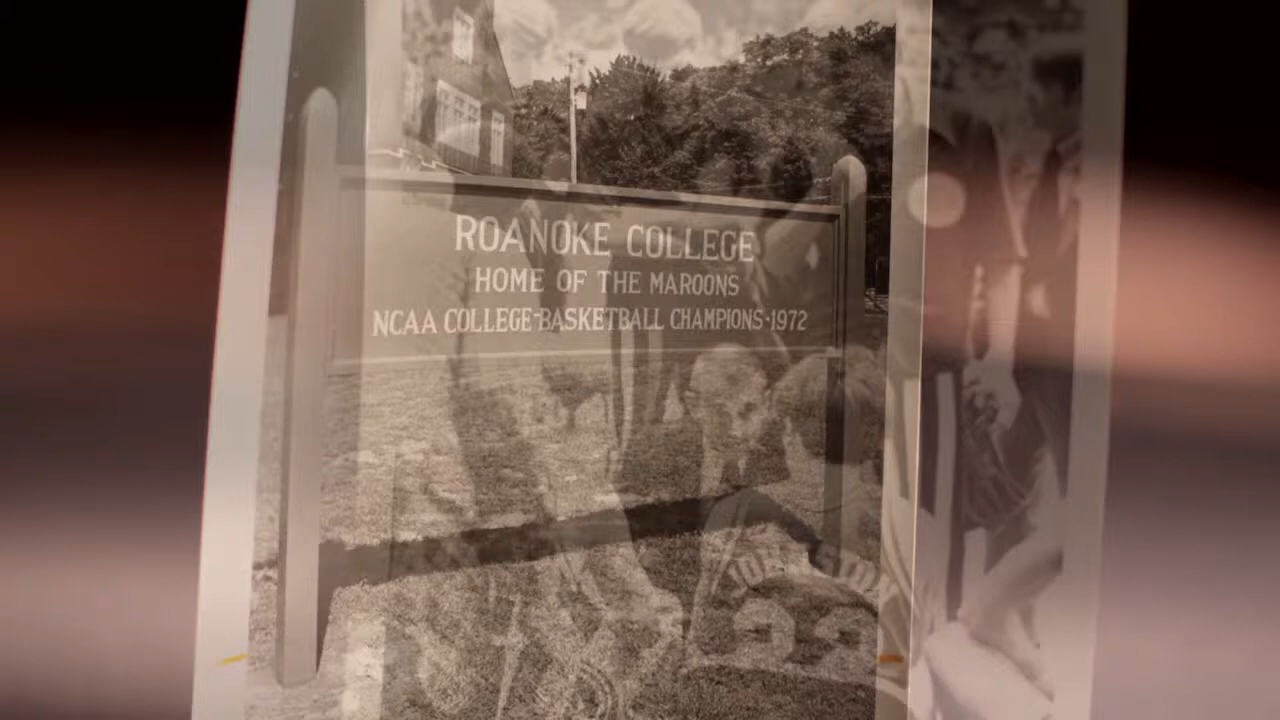 ROANOKE COLLEGE
HOME OF THE MAROONS
NCAA COLLEGE-BASKETBALL CHAMPIONS-1972